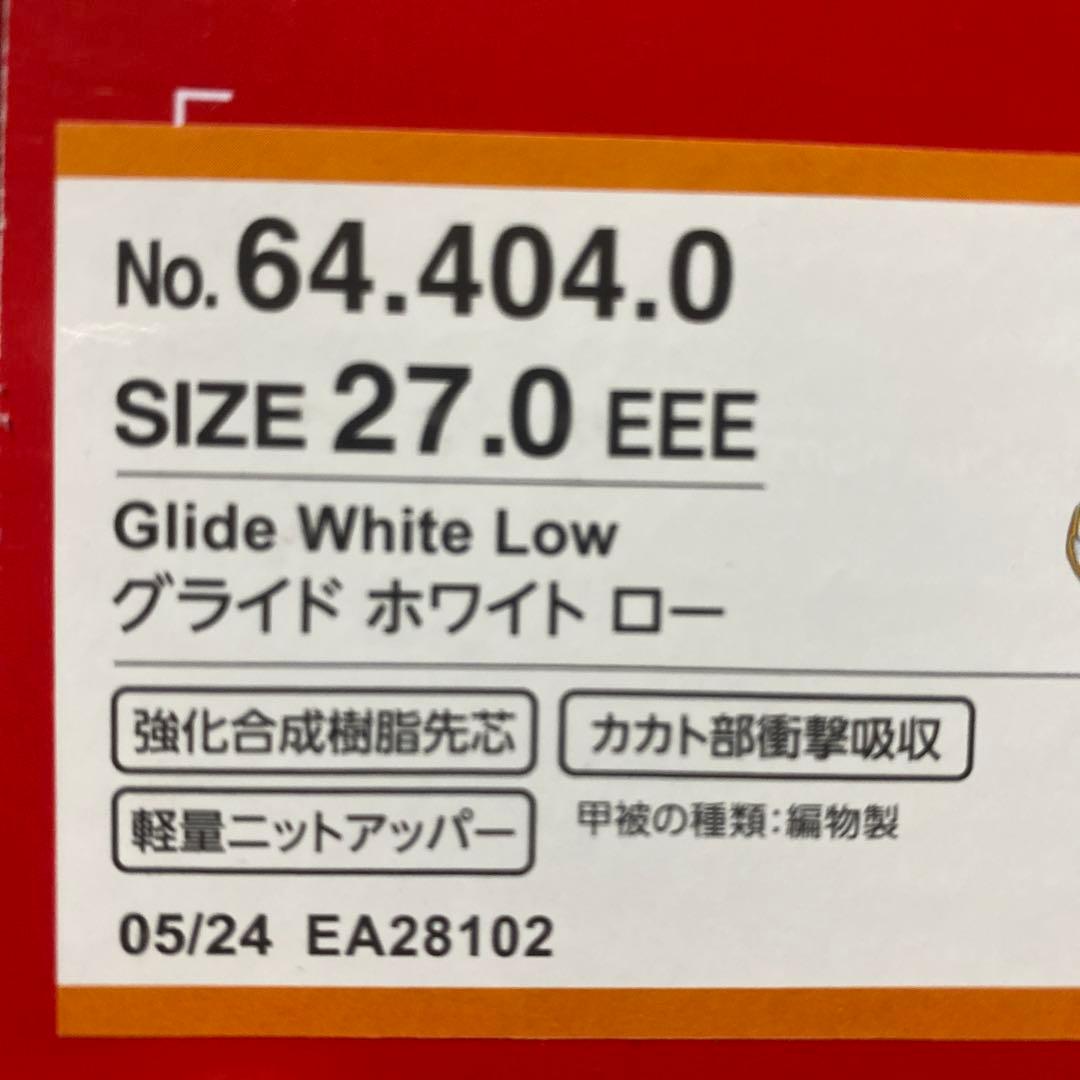 No. 64.404.0
SIZE 27.0 EEE
Glide White Low
グライド ホワイト ロー
強化合成樹脂先芯 カカト部衝撃吸収
軽量ニットアッパー 甲被の種類:編物製
05/24 EA28102